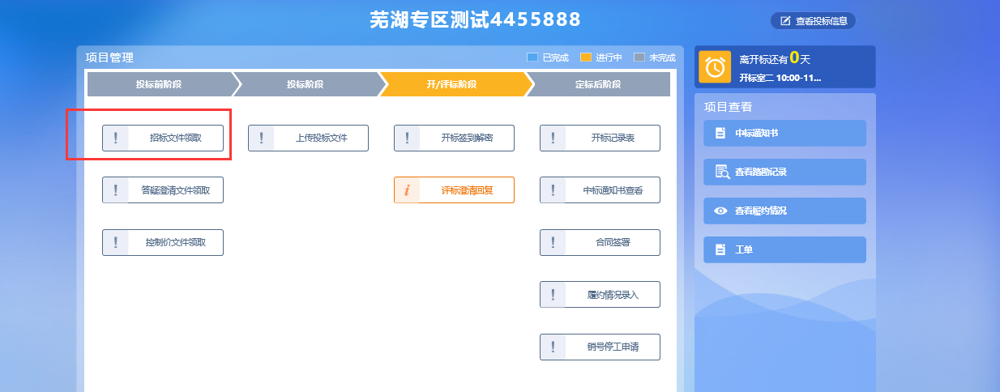 芜湖专区测试4455888
查看投标信息
项目管理
已完成
进行中
未完成
投标前阶段
投标阶段
开/评标阶段
定标后阶段
招标文件领取
上传投标文件
开标签到解密
开标记录表
答疑澄清文件领取
评标澄清回复
中标通知书查看
控制价文件领取
合同签署
履约情况录入
销号停工申请
离开标还有0天
开标室二 10:00-11...
项目查看
中标通知书
查看踏勘记录
查看履约情况
工单